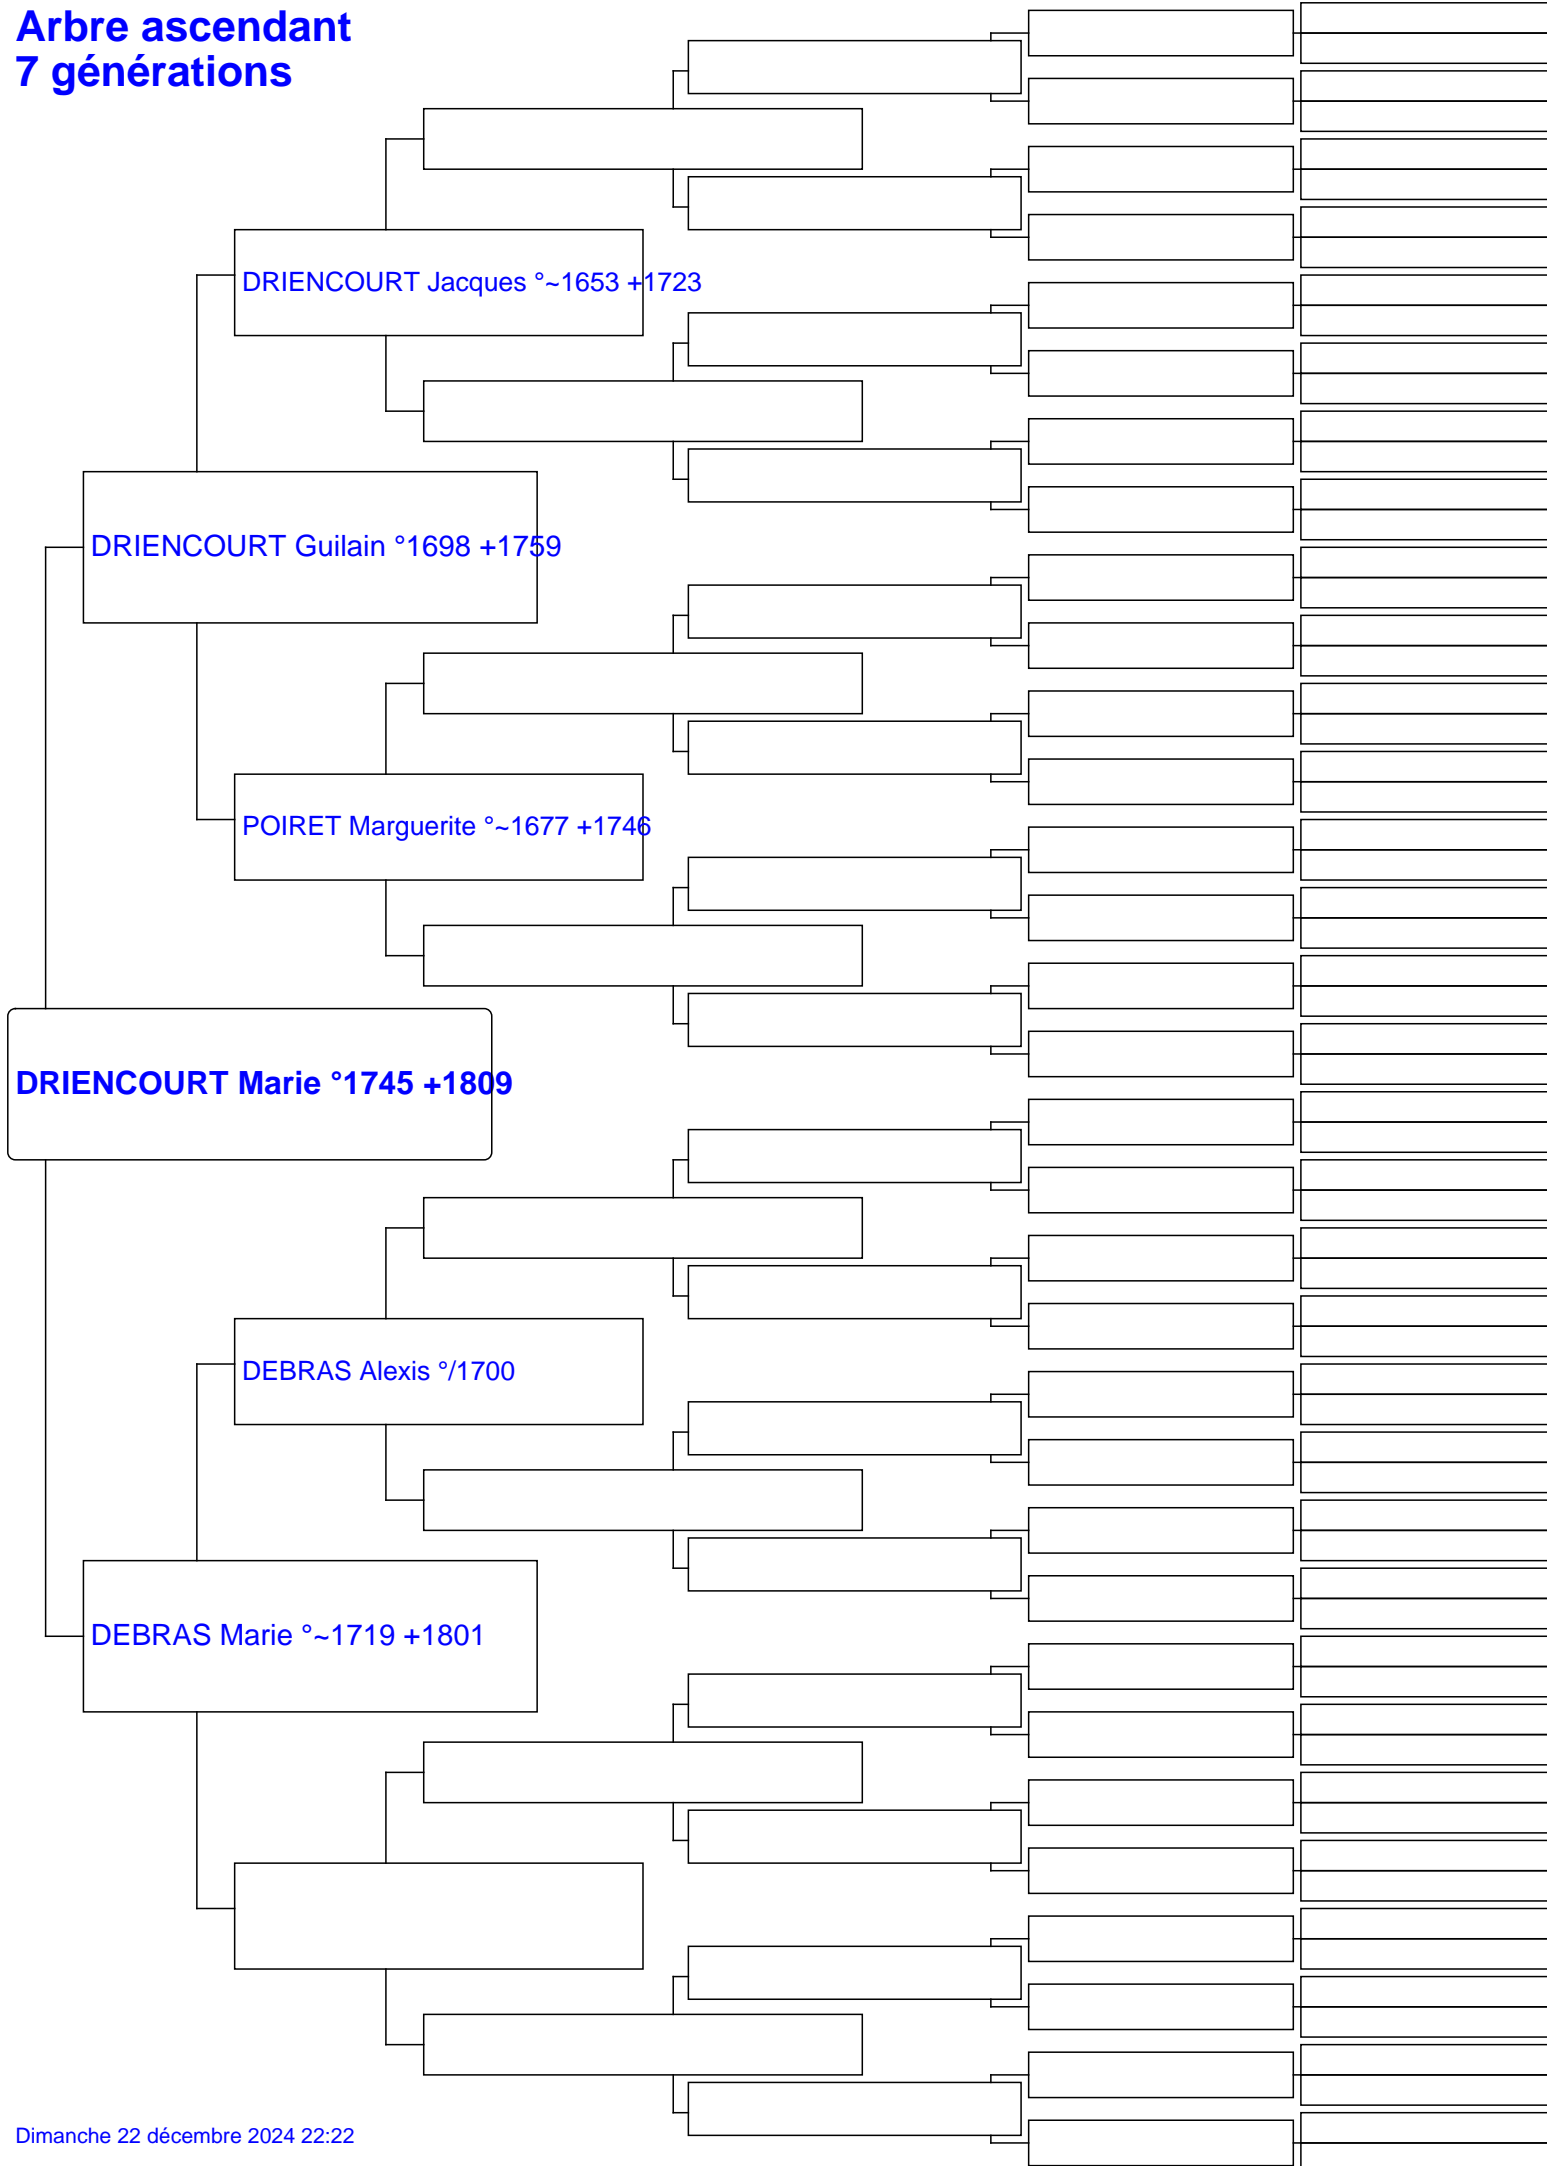 Arbre ascendant
7 générations
DRIENCOURT Jacques °~1653 +1723
DRIENCOURT Guilain °1698 +1759
POIRET Marguerite °~1677 +1746
DRIENCOURT Marie °1745 +1809
DEBRAS Alexis °/1700
DEBRAS Marie °~1719 +1801
Dimanche 22 décembre 2024 22:22